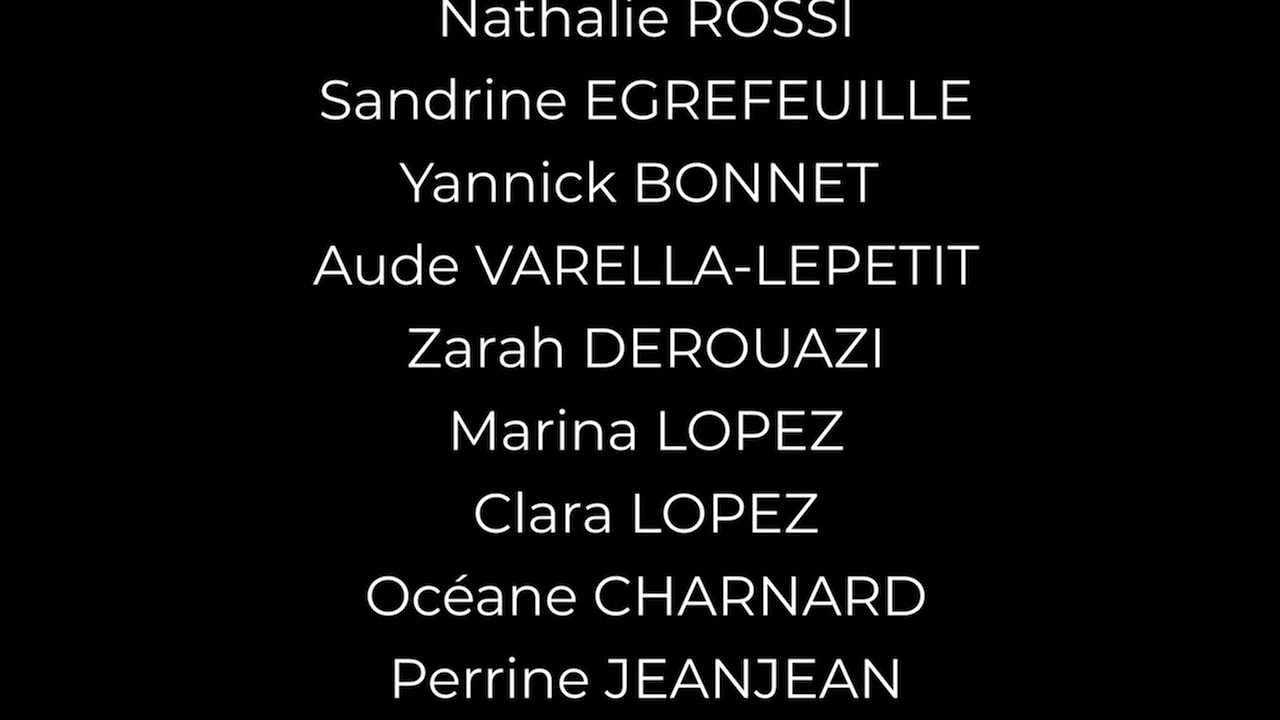 Nathalie ROSSI
Sandrine EGREFEUILLE
Yannick BONNET
Aude VARELLA-LEPETIT
Zarah DEROUAZI
Marina LOPEZ
Clara LOPEZ
Océane CHARNARD
Perrine JEANJEAN